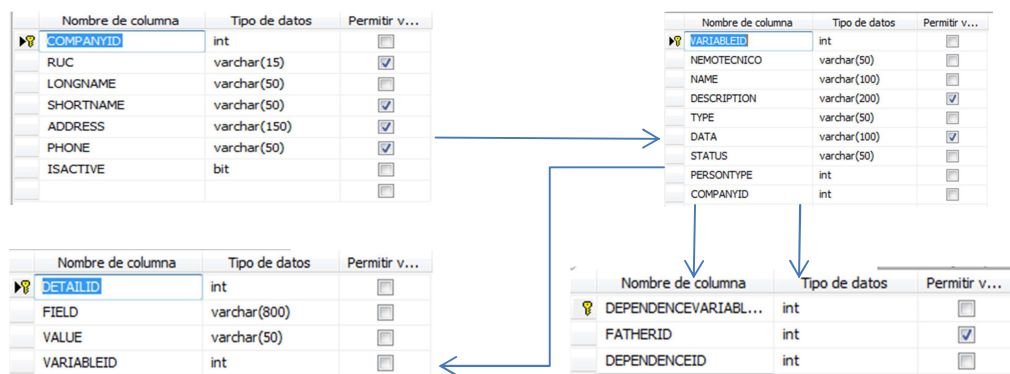 Nombre de columna Tipo de datos Permitir v...
COMPANYID int
RUC varchar(15)
LONGNAME varchar(50)
SHORTNAME varchar(50)
ADDRESS varchar(150)
PHONE varchar(50)
ISACTIVE bit
Nombre de columna Tipo de datos Permitir v...
VARIABLEID int
NEMOTECNICO varchar(50)
NAME varchar(100)
DESCRIPTION varchar(200)
TYPE varchar(50)
DATA varchar(100)
STATUS varchar(50)
PERSONTYPE int
COMPANYID int
Nombre de columna Tipo de datos Permitir v...
DETAILID int
FIELD varchar(800)
VALUE varchar(50)
VARIABLEID int
Nombre de columna Tipo de datos Permitir v...
DEPENDENCEVARIABL... int
FATHERID int
DEPENDENCEID int